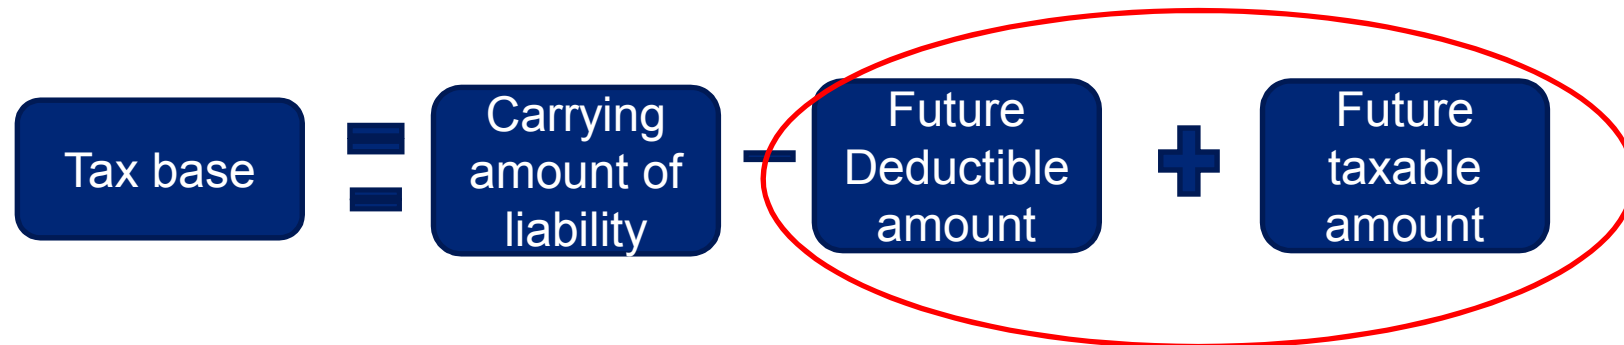 Tax base
=
Carrying
amount of
liability
−
Future
Deductible
amount
+
Future
taxable
amount